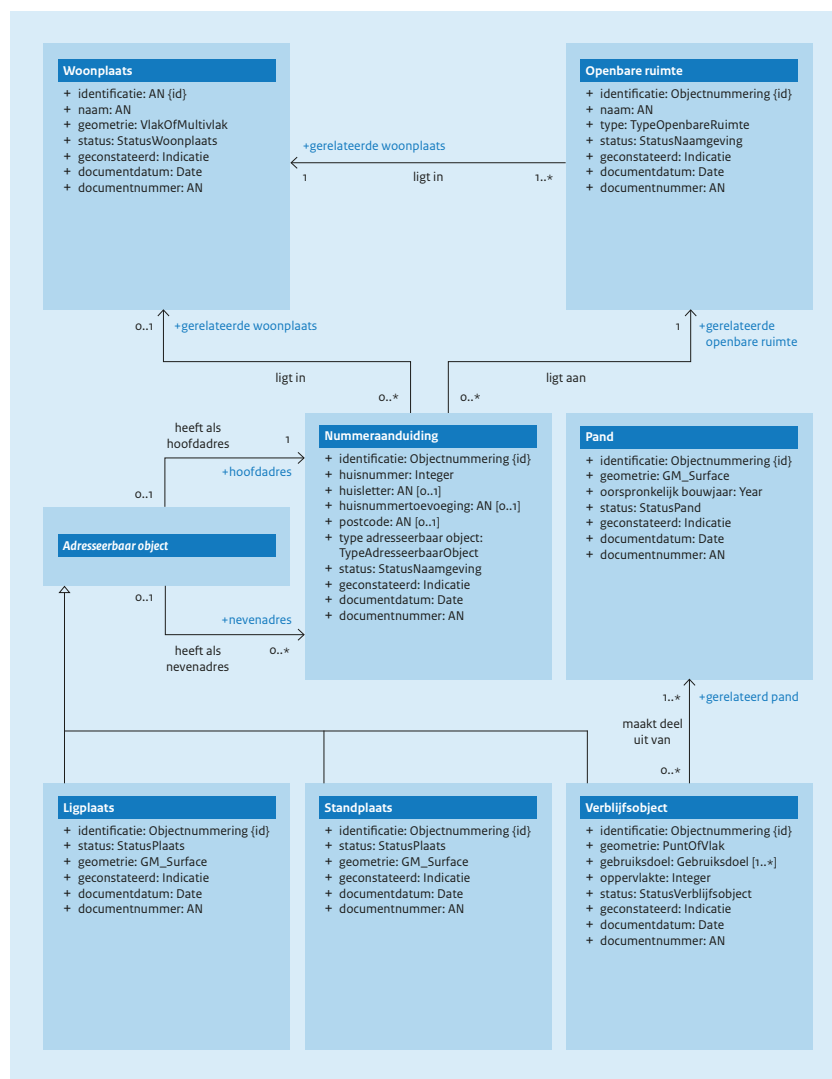 Woonplaats
+ identificatie: AN {id}
+ naam: AN
+ geometrie: VlakOfMultivlak
+ status: StatusWoonplaats
+ geconstateerd: Indicatie
+ documentdatum: Date
+ documentnummer: AN
Openbare ruimte
+ identificatie: Objectnummering {id}
+ naam: AN
+ type: TypeOpenbareRuimte
+ status: StatusNaamgeving
+ geconstateerd: Indicatie
+ documentdatum: Date
+ documentnummer: AN
+gerelateerde woonplaats
1
ligt in
1..*
0..1
+gerelateerde woonplaats
1
+gerelateerde
openbare ruimte
ligt in
ligt aan
0..*
0..*
heeft als
hoofdadres
1
+hoofdadres
0..1
Adresseerbaar object
0..1
+nevenadres
heeft als
nevenadres
0..*
Nummeraanduiding
+ identificatie: Objectnummering {id}
+ huisnummer: Integer
+ huisletter: AN [0..1]
+ huisnummertoevoeging: AN [0..1]
+ postcode: AN [0..1]
+ type adresseerbaar object:
TypeAdresseerbaarObject
+ status: StatusNaamgeving
+ geconstateerd: Indicatie
+ documentdatum: Date
+ documentnummer: AN
Pand
+ identificatie: Objectnummering {id}
+ geometrie: GM_Surface
+ oorspronkelijk bouwjaar: Year
+ status: StatusPand
+ geconstateerd: Indicatie
+ documentdatum: Date
+ documentnummer: AN
1..*
+gerelateerd pand
maakt deel
uit van
0..*
Ligplaats
+ identificatie: Objectnummering {id}
+ status: StatusPlaats
+ geometrie: GM_Surface
+ geconstateerd: Indicatie
+ documentdatum: Date
+ documentnummer: AN
Standplaats
+ identificatie: Objectnummering {id}
+ status: StatusPlaats
+ geometrie: GM_Surface
+ geconstateerd: Indicatie
+ documentdatum: Date
+ documentnummer: AN
Verblijfsobject
+ identificatie: Objectnummering {id}
+ geometrie: PuntOfVlak
+ gebruiksdoel: Gebruiksdoel [1..*]
+ oppervlakte: Integer
+ status: StatusVerblijfsobject
+ geconstateerd: Indicatie
+ documentdatum: Date
+ documentnummer: AN